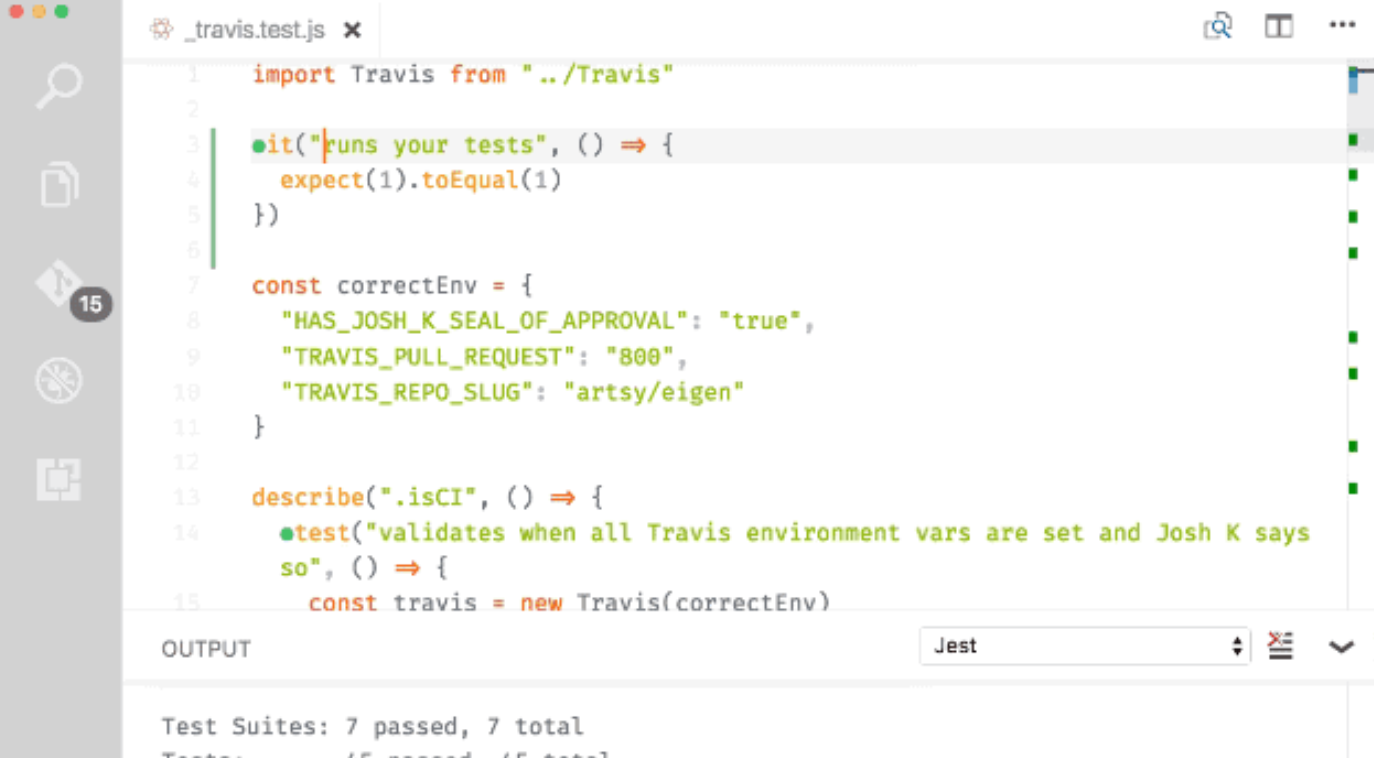 _travis.test.js
1 import Travis from "../Travis"
2
3 it("runs your tests", () => {
4 expect(1).toEqual(1)
5 })
6
7 const correctEnv = {
8 "HAS_JOSH_K_SEAL_OF_APPROVAL": "true",
9 "TRAVIS_PULL_REQUEST": "800",
10 "TRAVIS_REPO_SLUG": "artsy/eigen"
11 }
12
13 describe(".isCI", () => {
14 test("validates when all Travis environment vars are set and Josh K says
so", () => {
15 const travis = new Travis(correctEnv)
15
OUTPUT
Jest
Test Suites: 7 passed, 7 total